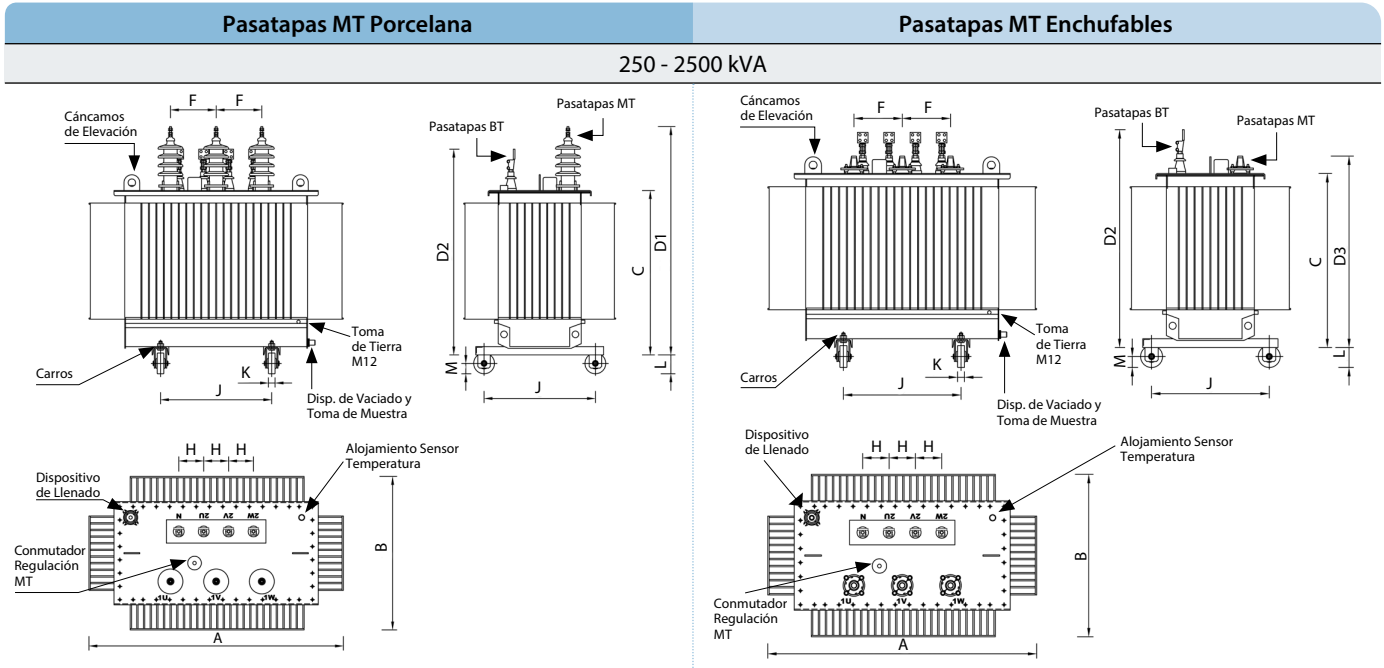 Pasatapas MT Porcelana
Pasatapas MT Enchufables
250 - 2500 kVA
Cáncamos
de Elevación
F
F
Pasatapas MT
Pasatapas BT
D2
C
D1
Toma
de Tierra
M12
Carros
K
J
Disp. de Vaciado y
Toma de Muestra
M
J
L
H
H
H
Alojamiento Sensor
Temperatura
Dispositivo
de Llenado
N
2U
2V
2W
Conmutador
Regulación
MT
1U
1V
1W
B
A
Cáncamos
de Elevación
F
F
Pasatapas BT
Pasatapas MT
D2
C
D3
Toma
de Tierra
M12
Carros
K
J
Disp. de Vaciado y
Toma de Muestra
M
J
L
Dispositivo
de Llenado
H
H
H
Alojamiento Sensor
Temperatura
N
2U
2V
2W
Conmutador
Regulación
MT
1U
1V
1W
B
A